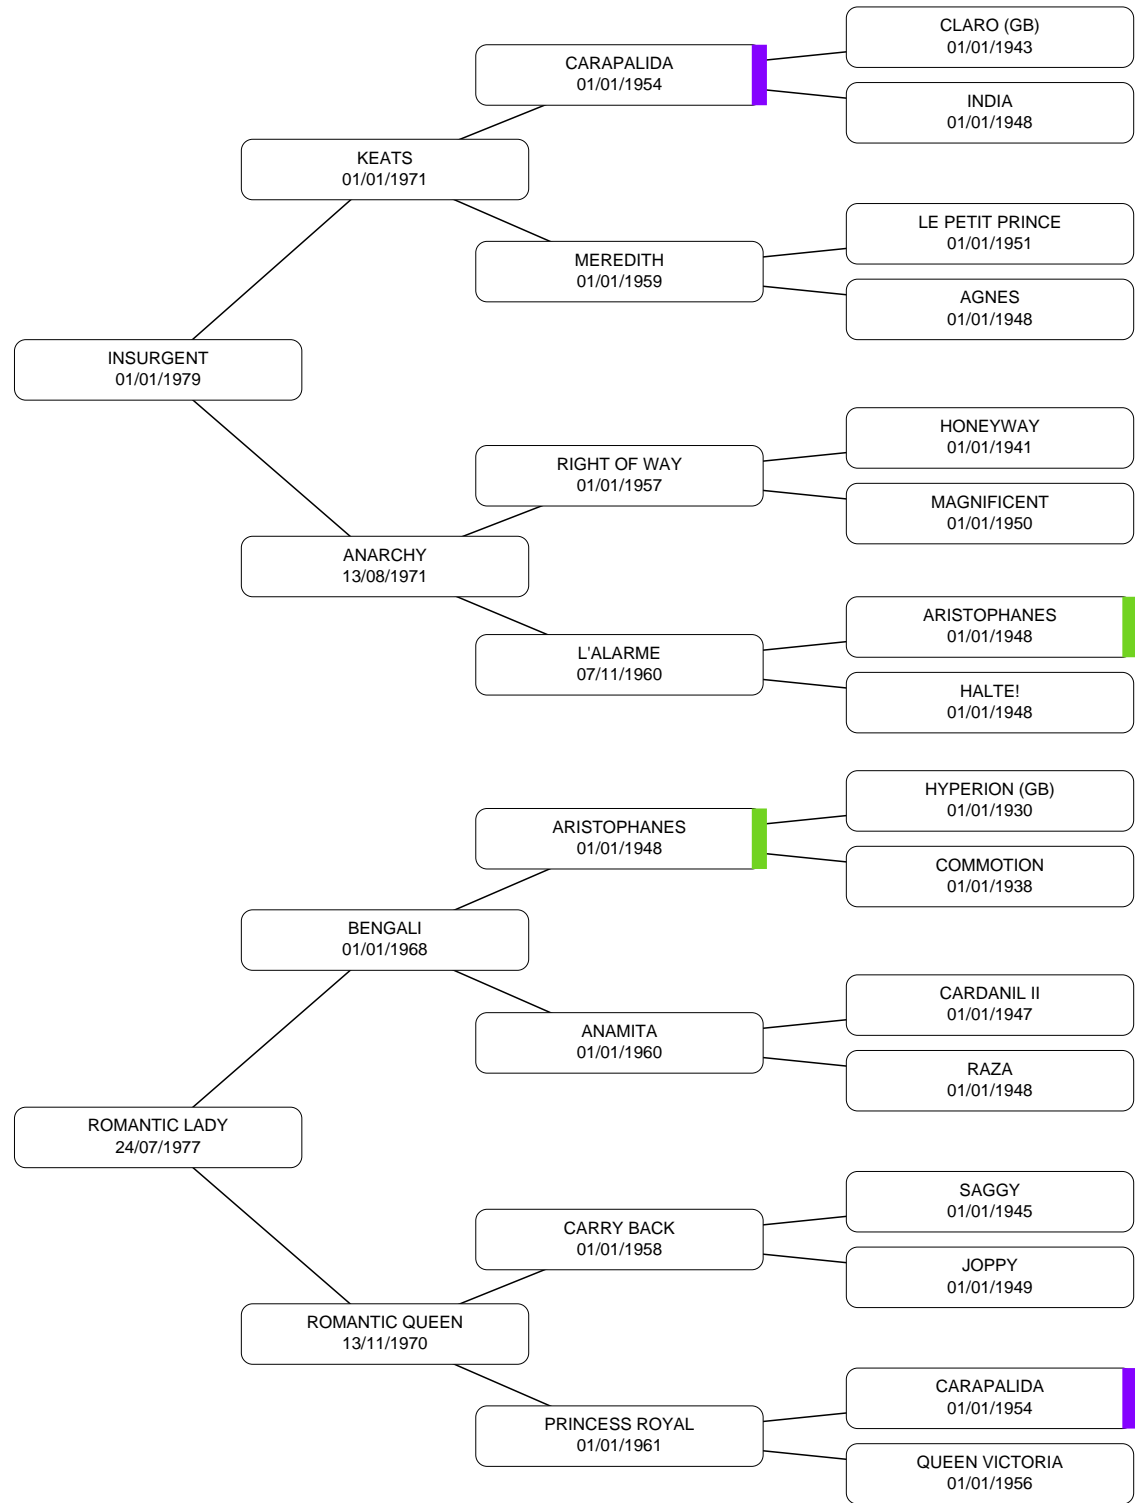 CLARO (GB)
01/01/1943
CARAPALIDA
01/01/1954
INDIA
01/01/1948
KEATS
01/01/1971
LE PETIT PRINCE
01/01/1951
MEREDITH
01/01/1959
AGNES
01/01/1948
INSURGENT
01/01/1979
HONEYWAY
01/01/1941
RIGHT OF WAY
01/01/1957
MAGNIFICENT
01/01/1950
ANARCHY
13/08/1971
ARISTOPHANES
01/01/1948
L'ALARME
07/11/1960
HALTE!
01/01/1948
HYPERION (GB)
01/01/1930
ARISTOPHANES
01/01/1948
COMMOTION
01/01/1938
BENGALI
01/01/1968
CARDANIL II
01/01/1947
ANAMITA
01/01/1960
RAZA
01/01/1948
ROMANTIC LADY
24/07/1977
SAGGY
01/01/1945
CARRY BACK
01/01/1958
JOPPY
01/01/1949
ROMANTIC QUEEN
13/11/1970
CARAPALIDA
01/01/1954
PRINCESS ROYAL
01/01/1961
QUEEN VICTORIA
01/01/1956